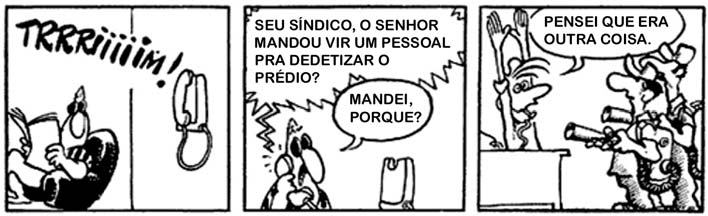 TRRRiiiiiM!
SEU SÍNDICO, O SENHOR
MANDOU VIR UM PESSOAL
PRA DEDETIZAR O
PRÉDIO?
MANDEI,
PORQUE?
PENSEI QUE ERA
OUTRA COISA.